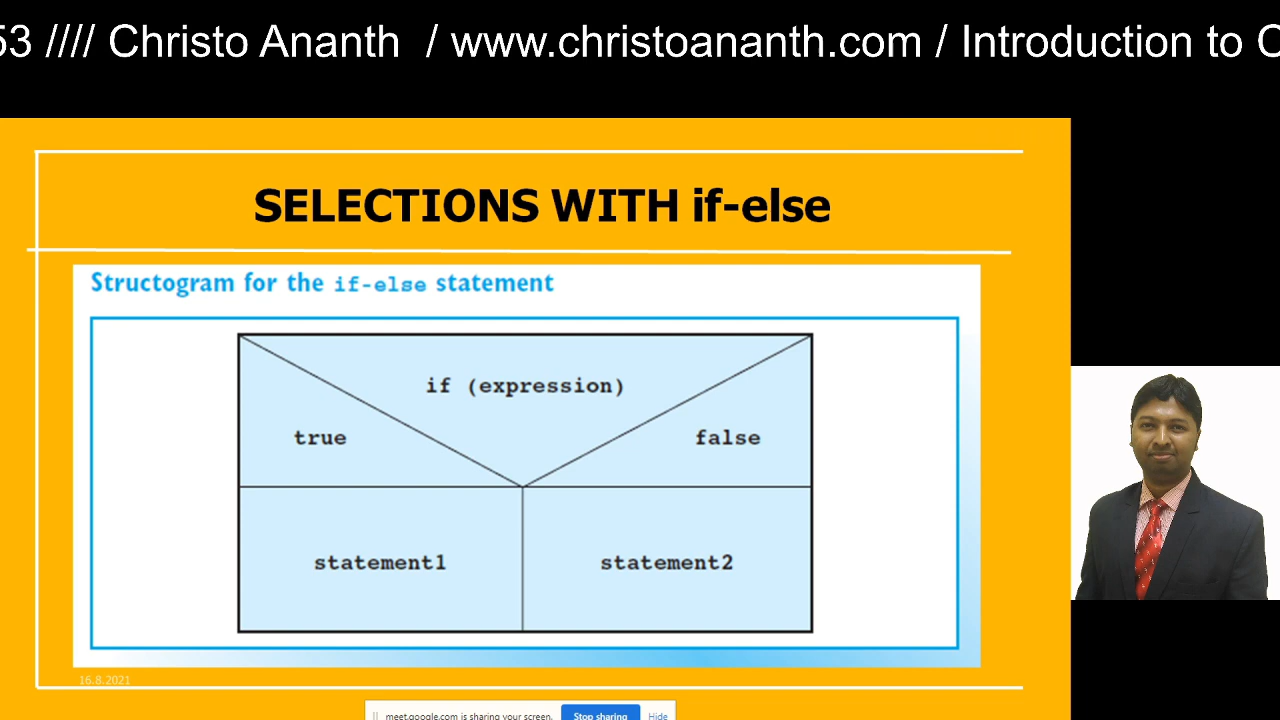 53 //// Christo Ananth / www.christoananth.com / Introduction to C
SELECTIONS WITH if-else
Structogram for the if-else statement
if (expression)
true false
statement1 statement2
16.8.2021
meet.google.com is sharing your screen. Stop sharing Hide